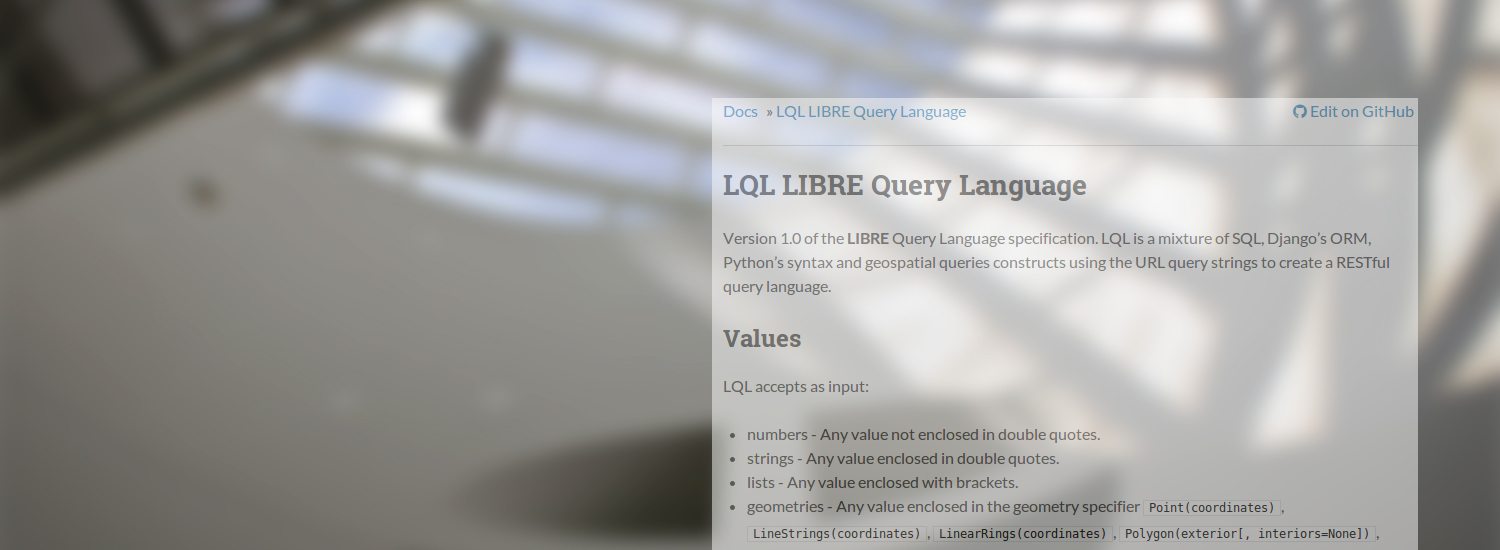 Docs » LQL LIBRE Query Language Edit on GitHub
LQL LIBRE Query Language
Version 1.0 of the LIBRE Query Language specification. LQL is a mixture of SQL, Django’s ORM,
Python’s syntax and geospatial queries constructs using the URL query strings to create a RESTful
query language.
Values
LQL accepts as input:
• numbers - Any value not enclosed in double quotes.
• strings - Any value enclosed in double quotes.
• lists - Any value enclosed with brackets.
• geometries - Any value enclosed in the geometry specifier Point(coordinates) ,
LineStrings(coordinates) , LinearRings(coordinates) , Polygon(exterior[, interiors=None]) ,